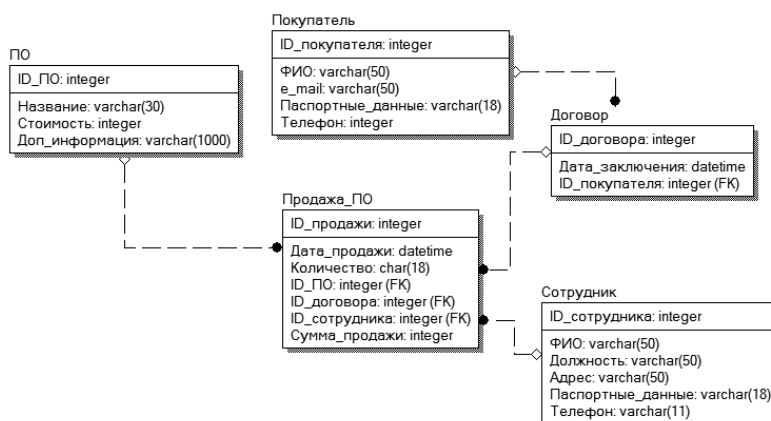 ПО
ID_ПО: integer
Название: varchar(30)
Стоимость: integer
Доп_информация: varchar(1000)
Покупатель
ID_покупателя: integer
ФИО: varchar(50)
e_mail: varchar(50)
Паспортные_данные: varchar(18)
Телефон: integer
Договор
ID_договора: integer
Дата_заключения: datetime
ID_покупателя: integer (FK)
Продажа_ПО
ID_продажи: integer
Дата_продажи: datetime
Количество: char(18)
ID_ПО: integer (FK)
ID_договора: integer (FK)
ID_сотрудника: integer (FK)
Сумма_продажи: integer
Сотрудник
ID_сотрудника: integer
ФИО: varchar(50)
Должность: varchar(50)
Адрес: varchar(50)
Паспортные_данные: varchar(18)
Телефон: varchar(11)